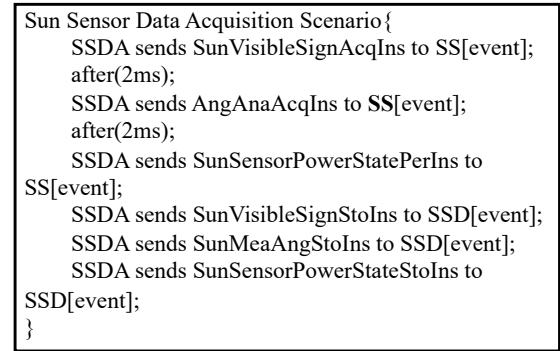 Sun Sensor Data Acquisition Scenario{
SSDA sends SunVisibleSignAcqIns to SS[event];
after(2ms);
SSDA sends AngAnaAcqIns to SS[event];
after(2ms);
SSDA sends SunSensorPowerStatePerIns to
SS[event];
SSDA sends SunVisibleSignStoIns to SSD[event];
SSDA sends SunMeaAngStoIns to SSD[event];
SSDA sends SunSensorPowerStateStoIns to
SSD[event];
}